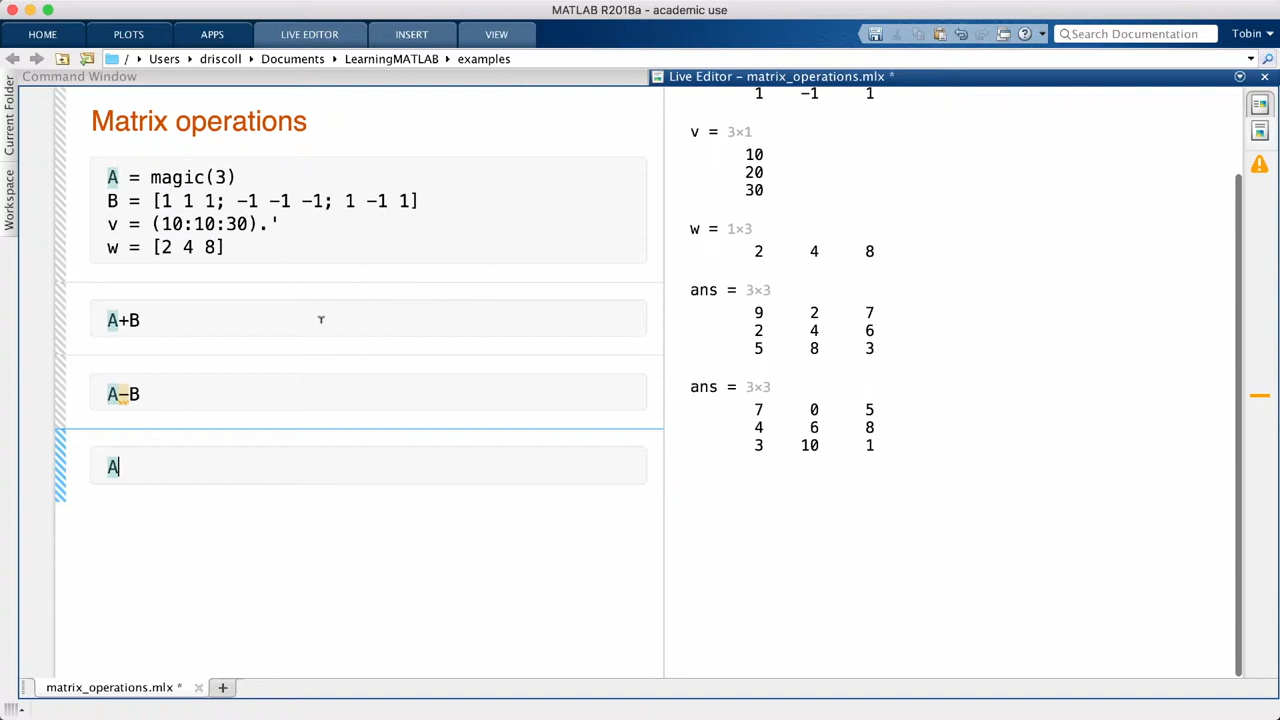 MATLAB R2018a - academic use
HOME PLOTS APPS LIVE EDITOR INSERT VIEW Search Documentation Tobin
/ Users driscoll Documents LearningMATLAB examples
Current Folder
Workspace
Command Window
Matrix operations
A = magic(3)
B = [1 1 1; -1 -1 -1; 1 -1 1]
v = (10:10:30).'
w = [2 4 8]
A+B
A-B
A
matrix_operations.mlx *
Live Editor - matrix_operations.mlx *
1 -1 1
v = 3×1
10
20
30
w = 1×3
2 4 8
ans = 3×3
9 2 7
2 4 6
5 8 3
ans = 3×3
7 0 5
4 6 8
3 10 1